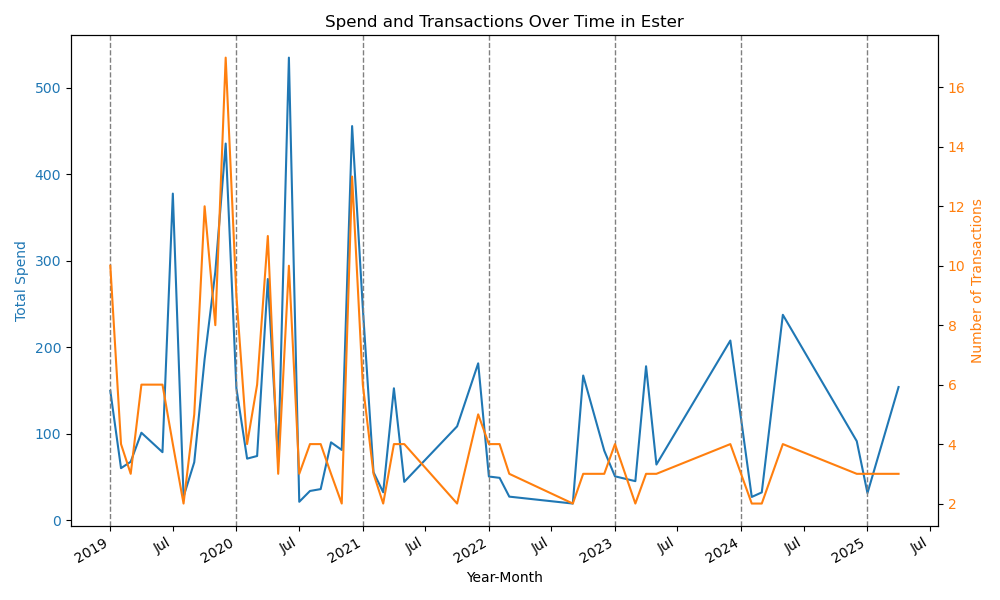 Spend and Transactions Over Time in Ester
Total Spend
500
400
300
200
100
0
16
14
12
10
8
6
4
2
Number of Transactions
2019 Jul 2020 Jul 2021 Jul 2022 Jul 2023 Jul 2024 Jul 2025 Jul
Year-Month